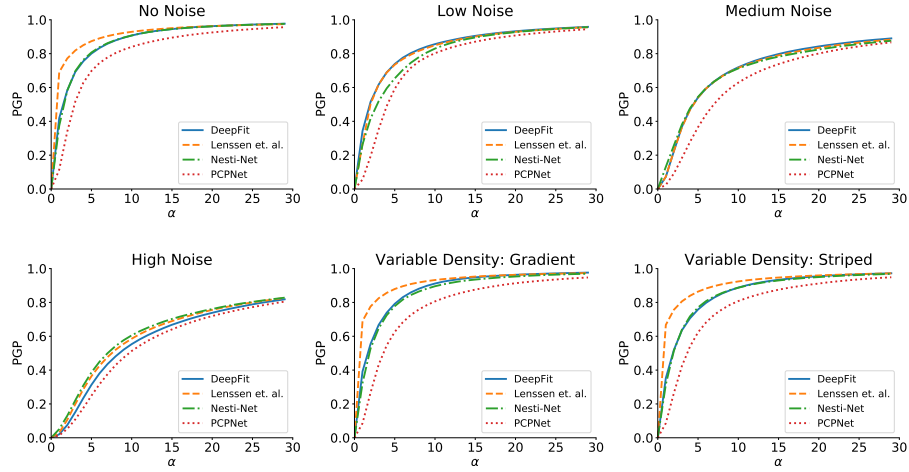 No Noise
Low Noise
Medium Noise
1.0
0.8
0.6
0.4
0.2
0.0
PGP
0 5 10 15 20 25 30
α
DeepFit
Lenssen et. al.
Nesti-Net
PCPNet
1.0
0.8
0.6
0.4
0.2
0.0
PGP
0 5 10 15 20 25 30
α
DeepFit
Lenssen et. al.
Nesti-Net
PCPNet
1.0
0.8
0.6
0.4
0.2
0.0
PGP
0 5 10 15 20 25 30
α
DeepFit
Lenssen et. al.
Nesti-Net
PCPNet
High Noise
Variable Density: Gradient
Variable Density: Striped
1.0
0.8
0.6
0.4
0.2
0.0
PGP
0 5 10 15 20 25 30
α
DeepFit
Lenssen et. al.
Nesti-Net
PCPNet
1.0
0.8
0.6
0.4
0.2
0.0
PGP
0 5 10 15 20 25 30
α
DeepFit
Lenssen et. al.
Nesti-Net
PCPNet
1.0
0.8
0.6
0.4
0.2
0.0
PGP
0 5 10 15 20 25 30
α
DeepFit
Lenssen et. al.
Nesti-Net
PCPNet